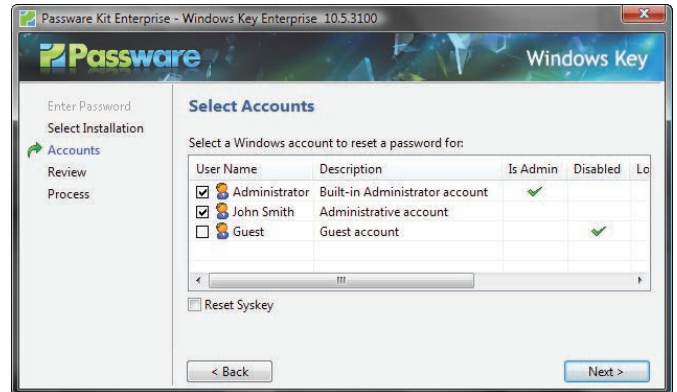 Passware Kit Enterprise - Windows Key Enterprise 10.5.3100
Passware
Windows Key
Enter Password
Select Installation
Accounts
Review
Process
Select Accounts
Select a Windows account to reset a password for:
User Name Description Is Admin Disabled Lo
Administrator Built-in Administrator account
John Smith Administrative account
Guest Guest account
Reset Syskey
< Back Next >